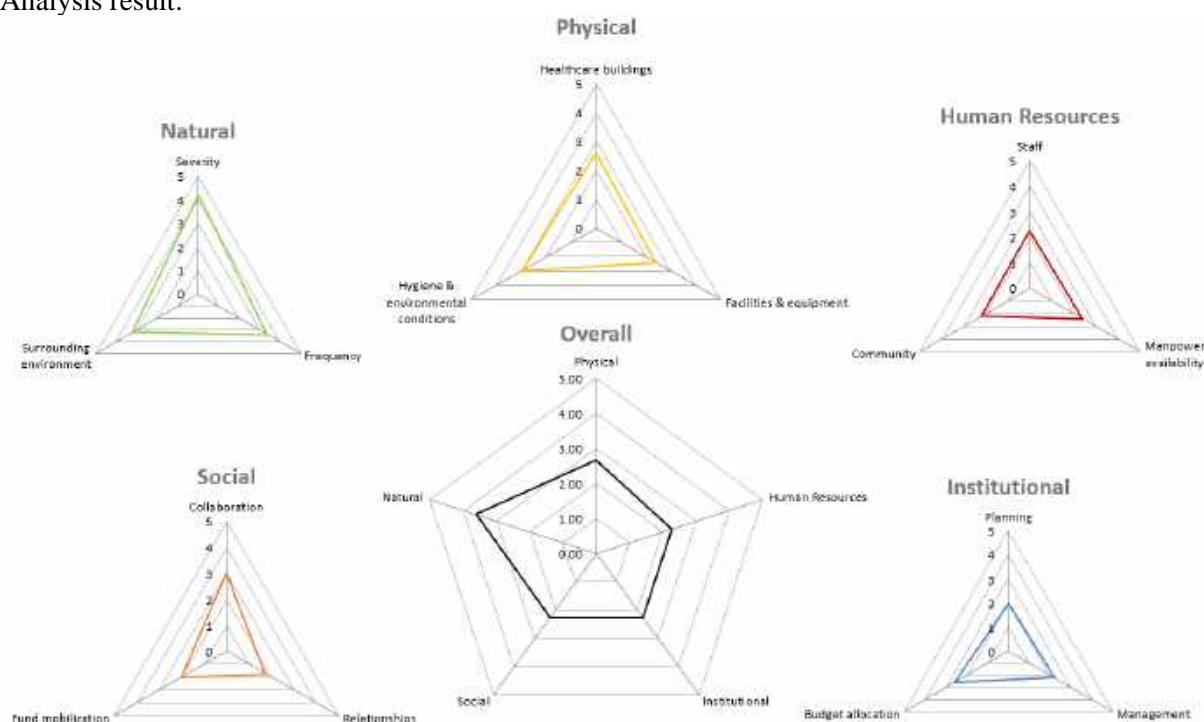 Analysis result:
Physical
Healthcare buildings
5
4
3
2
1
0
Hygiene &
environmental
conditions
Facilities & equipment
Natural
Severity
5
4
3
2
1
0
Surrounding
environment
Frequency
Human Resources
Staff
5
4
3
2
1
0
Community
Manpower
availability
Overall
Physical
5.00
4.00
3.00
2.00
1.00
0.00
Natural
Human Resources
Social
Institutional
Social
Collaboration
5
4
3
2
1
0
Fund mobilication
Relationships
Institutional
Planning
5
4
3
2
1
0
Budget allocation
Management